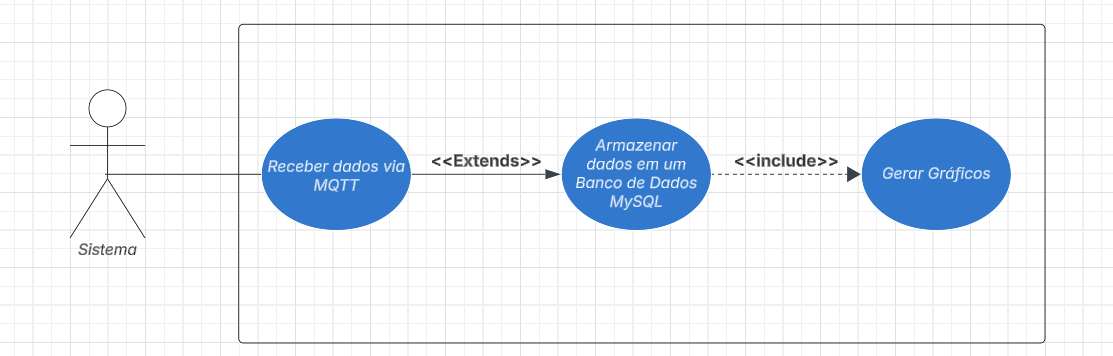 Receber dados via
MQTT
<<Extends>>
Armazenar
dados em um
Banco de Dados
MySQL
<<include>>
Gerar Gráficos
Sistema